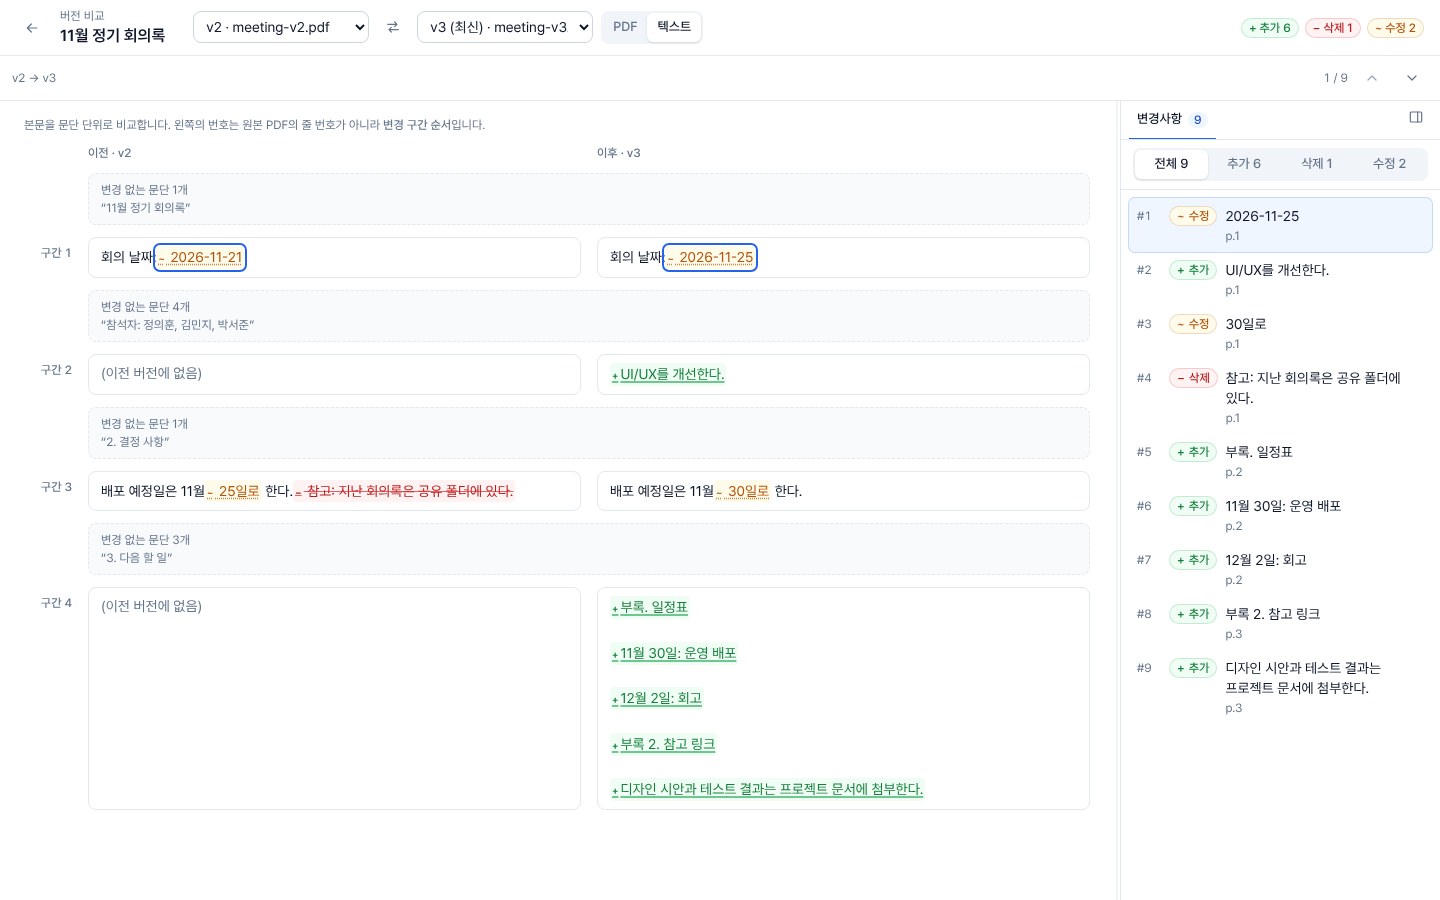 버전 비교
11월 정기 회의록
v2 · meeting-v2.pdf
v3 (최신) · meeting-v3.
PDF
텍스트
+ 추가 6
− 삭제 1
~ 수정 2
v2 → v3
1 / 9
본문을 문단 단위로 비교합니다. 왼쪽의 번호는 원본 PDF의 줄 번호가 아니라 변경 구간 순서입니다.
이전 · v2
이후 · v3
변경 없는 문단 1개
“11월 정기 회의록”
구간 1
회의 날짜: ~ 2026-11-21
회의 날짜: ~ 2026-11-25
변경 없는 문단 4개
“참석자: 정의훈, 김민지, 박서준”
구간 2
(이전 버전에 없음)
+ UI/UX를 개선한다.
변경 없는 문단 1개
“2. 결정 사항”
구간 3
배포 예정일은 11월 ~ 25일로 한다. − 참고: 지난 회의록은 공유 폴더에 있다.
배포 예정일은 11월 ~ 30일로 한다.
변경 없는 문단 3개
“3. 다음 할 일”
구간 4
(이전 버전에 없음)
+ 부록. 일정표
+ 11월 30일: 운영 배포
+ 12월 2일: 회고
+ 부록 2. 참고 링크
+ 디자인 시안과 테스트 결과는 프로젝트 문서에 첨부한다.
변경사항 9
전체 9
추가 6
삭제 1
수정 2
#1 ~ 수정 2026-11-25
p.1
#2 + 추가 UI/UX를 개선한다.
p.1
#3 ~ 수정 30일로
p.1
#4 − 삭제 참고: 지난 회의록은 공유 폴더에
있다.
p.1
#5 + 추가 부록. 일정표
p.2
#6 + 추가 11월 30일: 운영 배포
p.2
#7 + 추가 12월 2일: 회고
p.2
#8 + 추가 부록 2. 참고 링크
p.3
#9 + 추가 디자인 시안과 테스트 결과는
프로젝트 문서에 첨부한다.
p.3